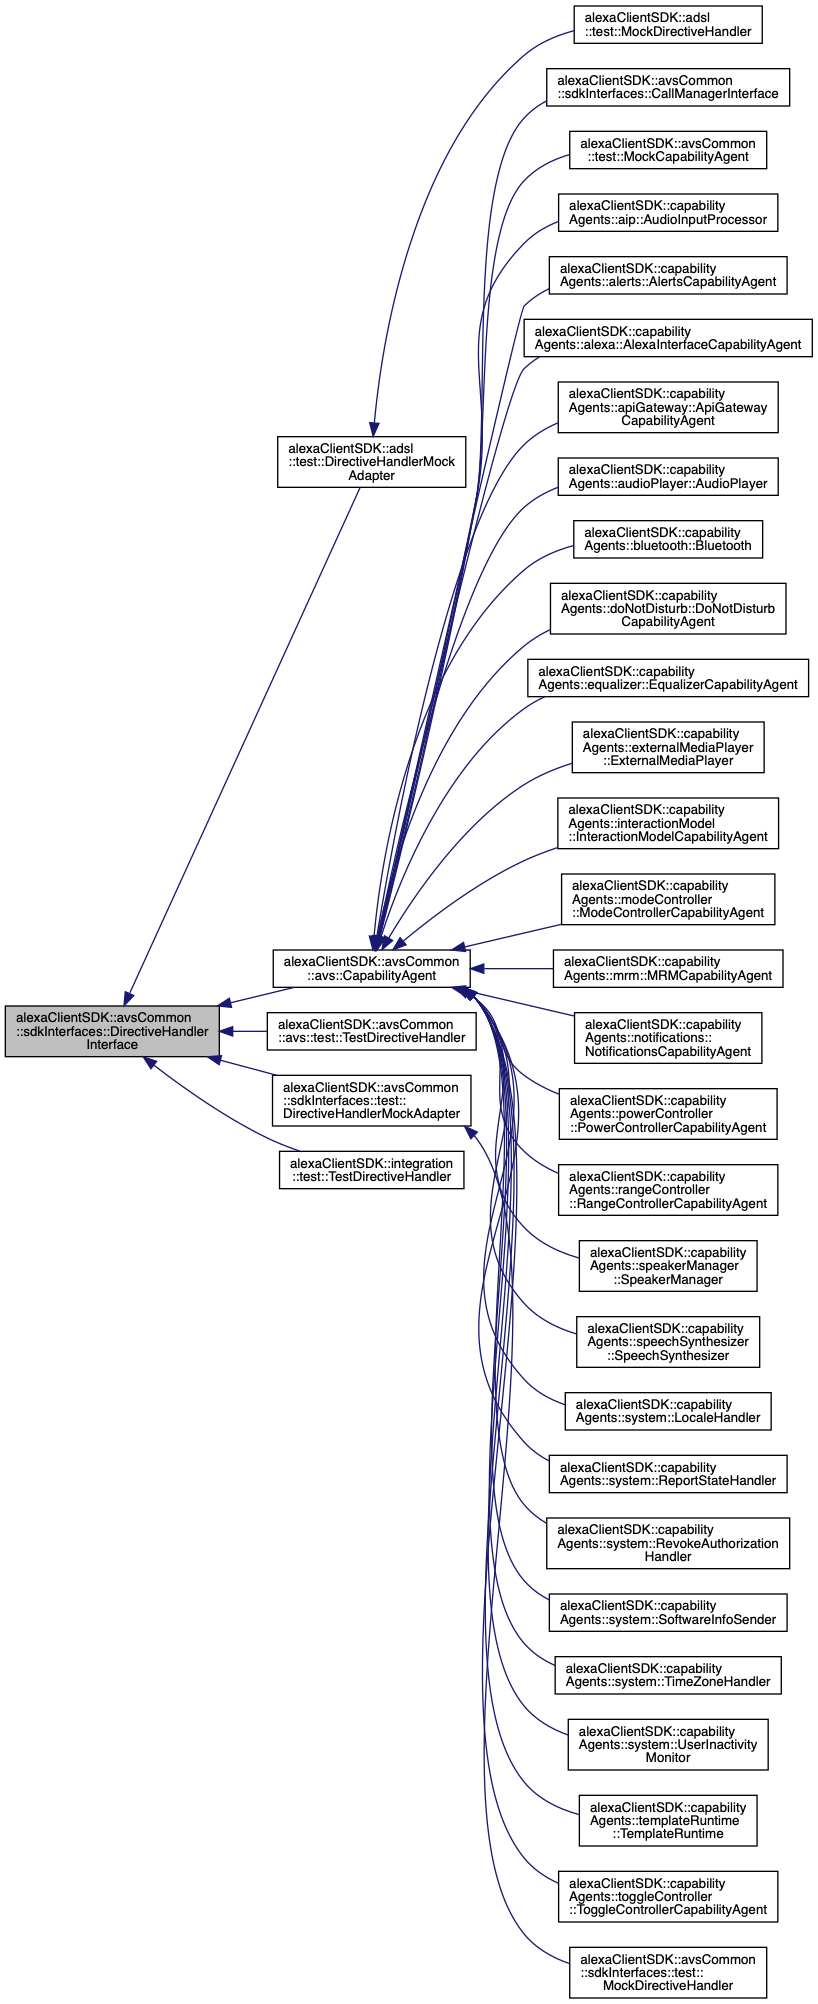 alexaClientSDK::adsl
::test::MockDirectiveHandler
alexaClientSDK::avsCommon
::sdkInterfaces::CallManagerInterface
alexaClientSDK::avsCommon
::test::MockCapabilityAgent
alexaClientSDK::capability
Agents::aip::AudioInputProcessor
alexaClientSDK::capability
Agents::alerts::AlertsCapabilityAgent
alexaClientSDK::capability
Agents::alexa::AlexaInterfaceCapabilityAgent
alexaClientSDK::capability
Agents::apiGateway::ApiGateway
CapabilityAgent
alexaClientSDK::adsl
::test::DirectiveHandlerMock
Adapter
alexaClientSDK::capability
Agents::audioPlayer::AudioPlayer
alexaClientSDK::capability
Agents::bluetooth::Bluetooth
alexaClientSDK::capability
Agents::doNotDisturb::DoNotDisturb
CapabilityAgent
alexaClientSDK::capability
Agents::equalizer::EqualizerCapabilityAgent
alexaClientSDK::capability
Agents::externalMediaPlayer
::ExternalMediaPlayer
alexaClientSDK::capability
Agents::interactionModel
::InteractionModelCapabilityAgent
alexaClientSDK::capability
Agents::modeController
::ModeControllerCapabilityAgent
alexaClientSDK::avsCommon
::avs::CapabilityAgent
alexaClientSDK::capability
Agents::mrm::MRMCapabilityAgent
alexaClientSDK::avsCommon
::sdkInterfaces::DirectiveHandler
Interface
alexaClientSDK::avsCommon
::avs::test::TestDirectiveHandler
alexaClientSDK::capability
Agents::notifications::
NotificationsCapabilityAgent
alexaClientSDK::avsCommon
::sdkInterfaces::test::
DirectiveHandlerMockAdapter
alexaClientSDK::capability
Agents::powerController
::PowerControllerCapabilityAgent
alexaClientSDK::integration
::test::TestDirectiveHandler
alexaClientSDK::capability
Agents::rangeController
::RangeControllerCapabilityAgent
alexaClientSDK::capability
Agents::speakerManager
::SpeakerManager
alexaClientSDK::capability
Agents::speechSynthesizer
::SpeechSynthesizer
alexaClientSDK::capability
Agents::system::LocaleHandler
alexaClientSDK::capability
Agents::system::ReportStateHandler
alexaClientSDK::capability
Agents::system::RevokeAuthorization
Handler
alexaClientSDK::capability
Agents::system::SoftwareInfoSender
alexaClientSDK::capability
Agents::system::TimeZoneHandler
alexaClientSDK::capability
Agents::system::UserInactivity
Monitor
alexaClientSDK::capability
Agents::templateRuntime
::TemplateRuntime
alexaClientSDK::capability
Agents::toggleController
::ToggleControllerCapabilityAgent
alexaClientSDK::avsCommon
::sdkInterfaces::test::
MockDirectiveHandler